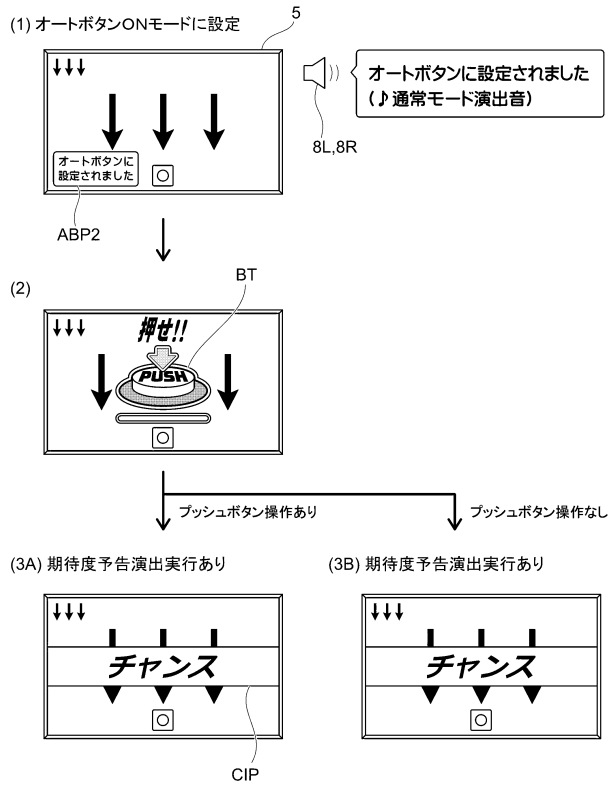 (1) オートボタンONモードに設定
5
オートボタンに設定されました
(♪通常モード演出音)
8L,8R
オートボタンに
設定されました
ABP2
(2)
BT
押せ!!
PUSH
プッシュボタン操作あり
プッシュボタン操作なし
(3A) 期待度予告演出実行あり
(3B) 期待度予告演出実行あり
チャンス
チャンス
CIP